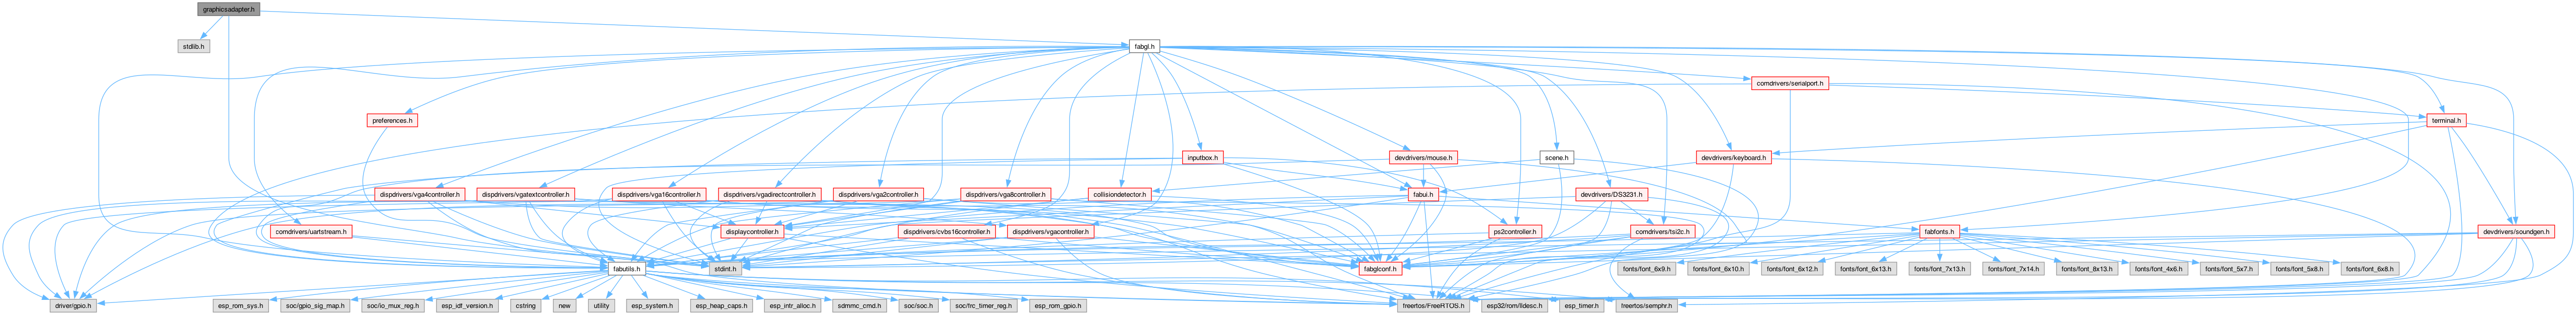 graphicsadapter.h
stdlib.h
fabgl.h
comdrivers/serialport.h
preferences.h
terminal.h
inputbox.h
devdrivers/mouse.h
scene.h
devdrivers/keyboard.h
dispdrivers/vga4controller.h
dispdrivers/vgatextcontroller.h
dispdrivers/vga16controller.h
dispdrivers/vgadirectcontroller.h
dispdrivers/vga2controller.h
dispdrivers/vga8controller.h
collisiondetector.h
fabui.h
devdrivers/DS3231.h
comdrivers/uartstream.h
displaycontroller.h
dispdrivers/cvbs16controller.h
dispdrivers/vgacontroller.h
ps2controller.h
comdrivers/tsi2c.h
fabfonts.h
devdrivers/soundgen.h
fabutils.h
stdint.h
fabglconf.h
fonts/font_6x9.h
fonts/font_6x10.h
fonts/font_6x12.h
fonts/font_6x13.h
fonts/font_7x13.h
fonts/font_7x14.h
fonts/font_8x13.h
fonts/font_4x6.h
fonts/font_5x7.h
fonts/font_5x8.h
fonts/font_6x8.h
driver/gpio.h
esp_rom_sys.h
soc/gpio_sig_map.h
soc/io_mux_reg.h
esp_idf_version.h
cstring
new
utility
esp_system.h
esp_heap_caps.h
esp_intr_alloc.h
sdmmc_cmd.h
soc/soc.h
soc/frc_timer_reg.h
esp_rom_gpio.h
freertos/FreeRTOS.h
esp32/rom/lldesc.h
esp_timer.h
freertos/semphr.h